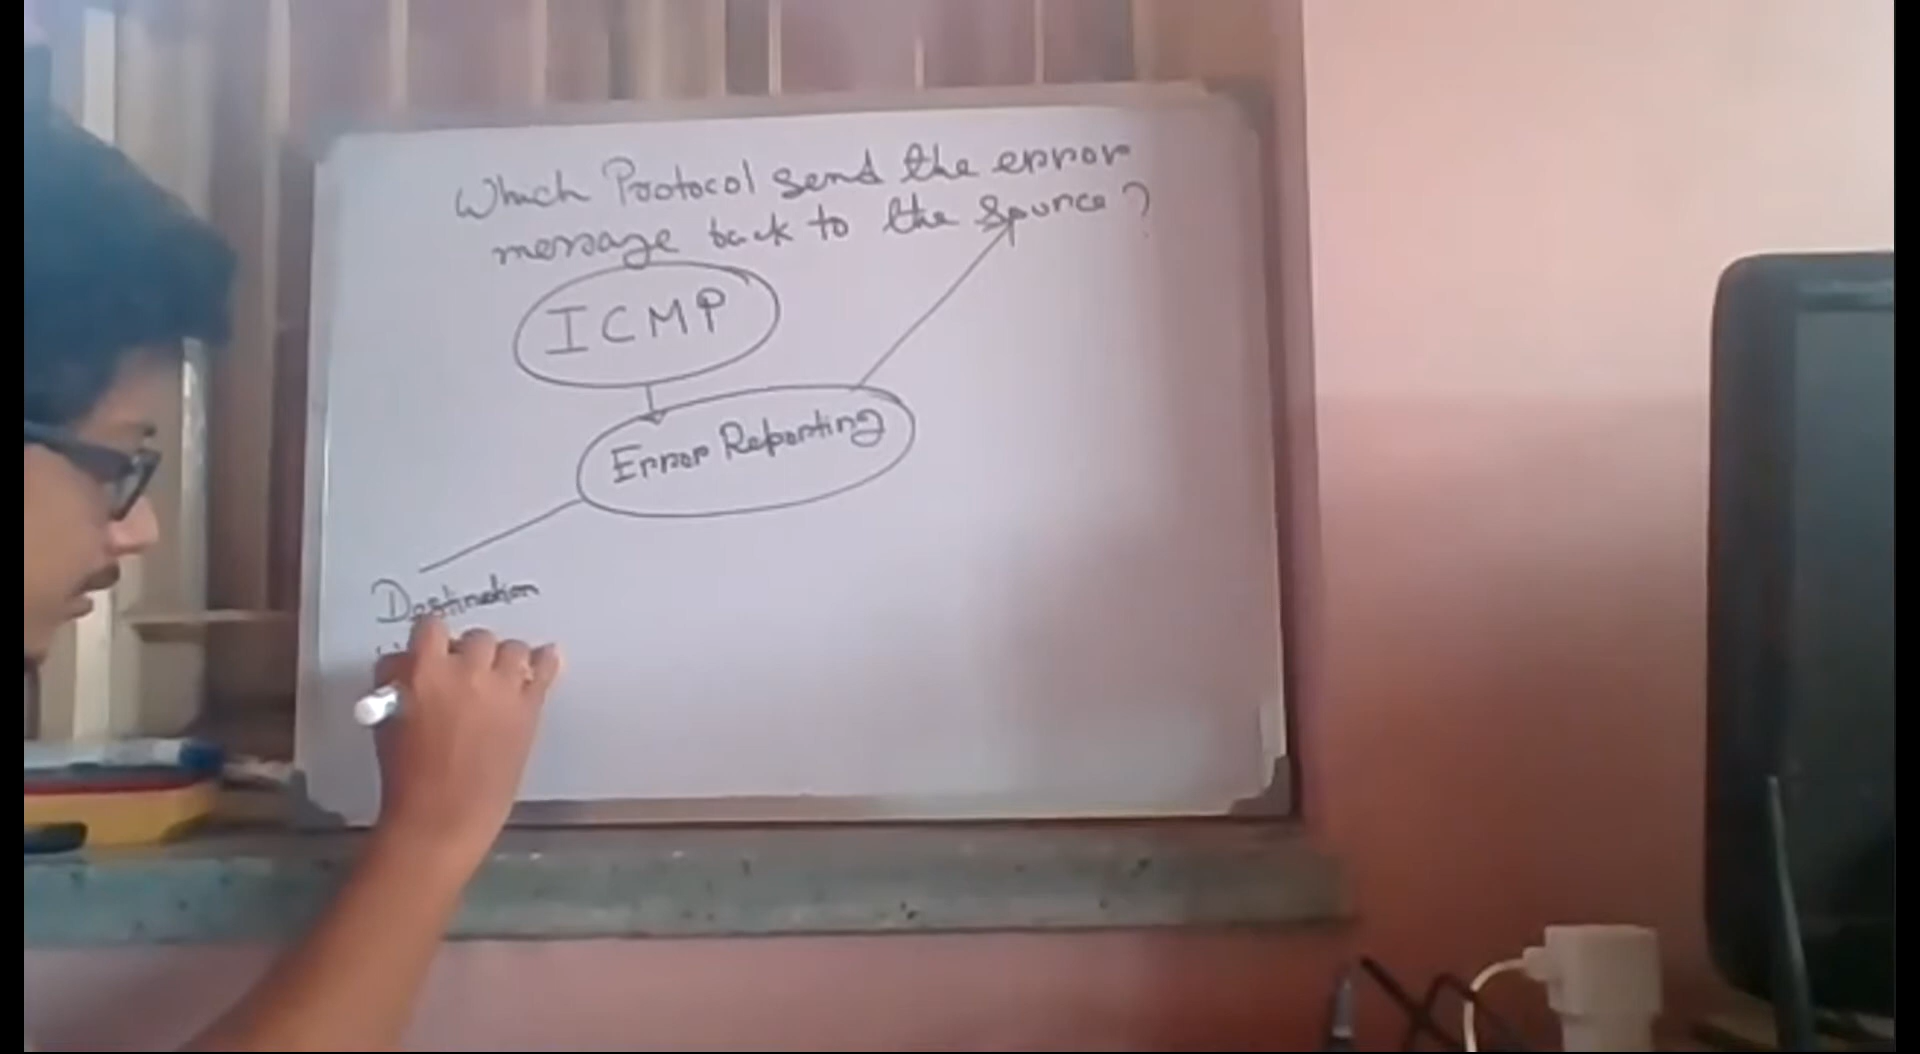 Which Protocol send the error
message back to the source?
ICMP
Error Reporting
Destination